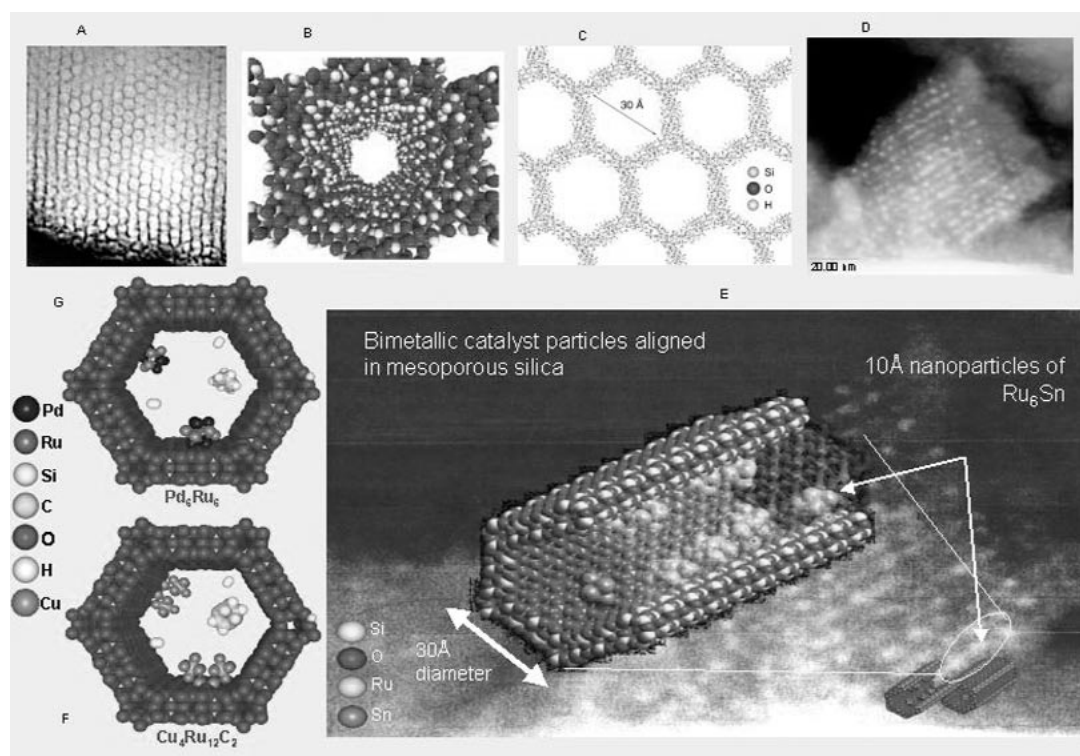 A
B
C
D
30 Å
Si
O
H
20.00 nm
G
E
Pd
Ru
Si
C
O
H
Cu
Pd₆Ru₆
Bimetallic catalyst particles aligned
in mesoporous silica
10Å nanoparticles of
Ru₆Sn
30Å
diameter
Si
O
Ru
Sn
F
Cu₄Ru₁₂C₂